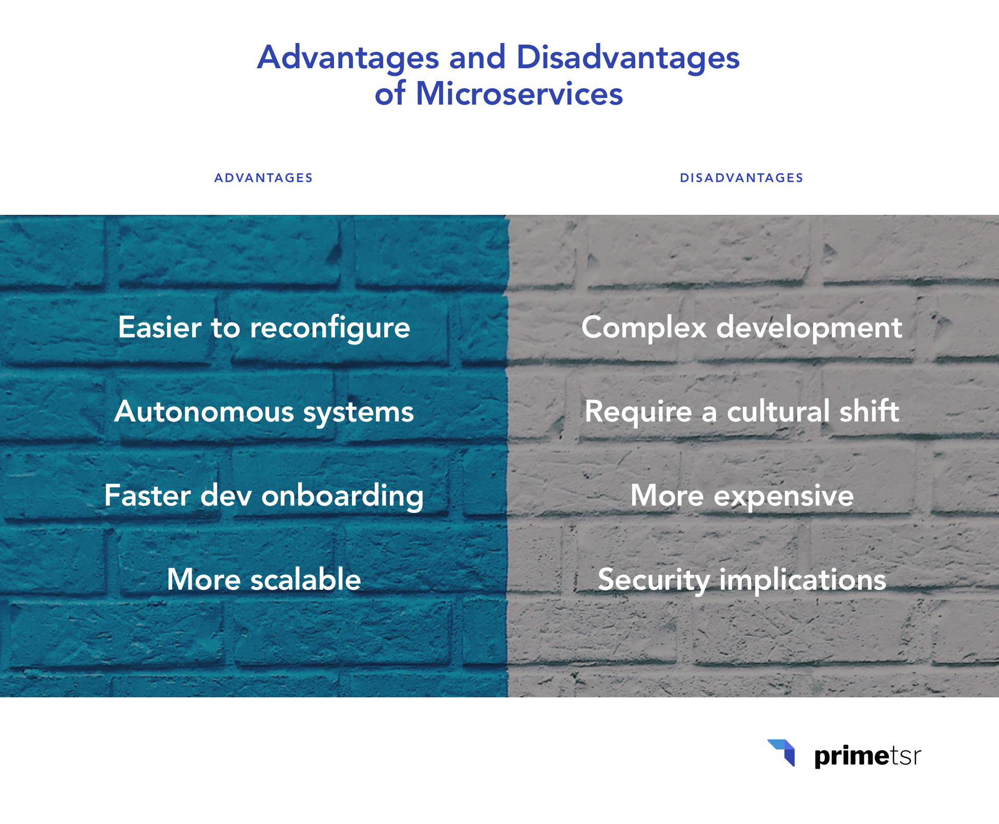 Advantages and Disadvantages
of Microservices
ADVANTAGES
DISADVANTAGES
Easier to reconfigure
Complex development
Autonomous systems
Require a cultural shift
Faster dev onboarding
More expensive
More scalable
Security implications
primetsr